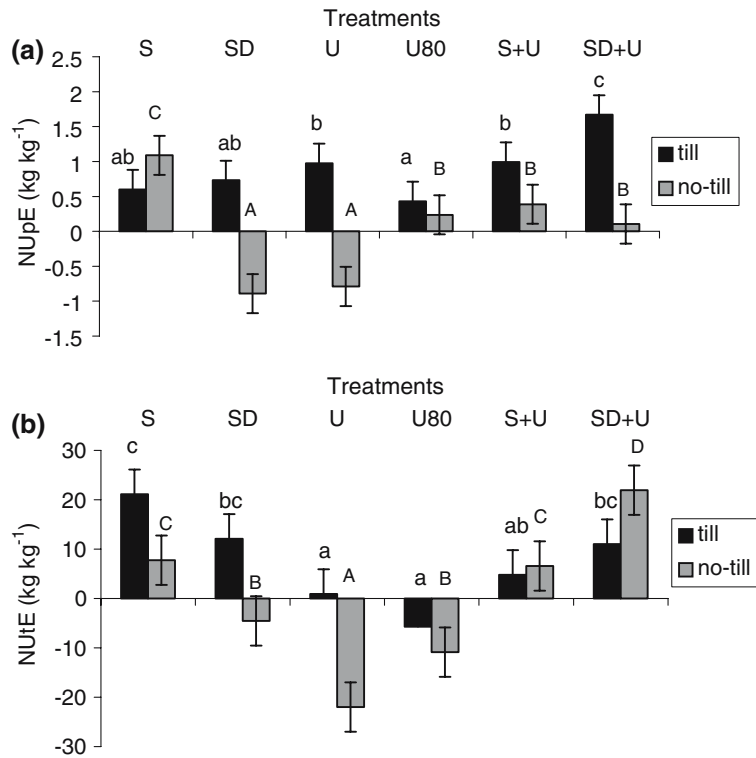 Treatments
(a) S SD U U80 S+U SD+U
2.5
2
1.5
1
0.5
0
-0.5
-1
-1.5
NUpE (kg kg⁻¹)
ab C ab A b A a B b B c B
till
no-till
Treatments
(b) S SD U U80 S+U SD+U
30
20
10
0
-10
-20
-30
NUtE (kg kg⁻¹)
c C bc B a A a B ab C bc D
till
no-till